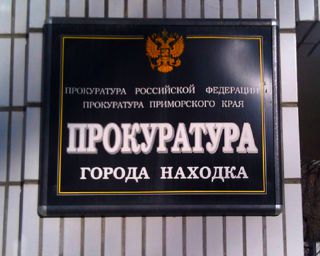 ПРОКУРАТУРА РОССИЙСКОЙ ФЕДЕРАЦИИ
ПРОКУРАТУРА ПРИМОРСКОГО КРАЯ
ПРОКУРАТУРА
ГОРОДА НАХОДКА